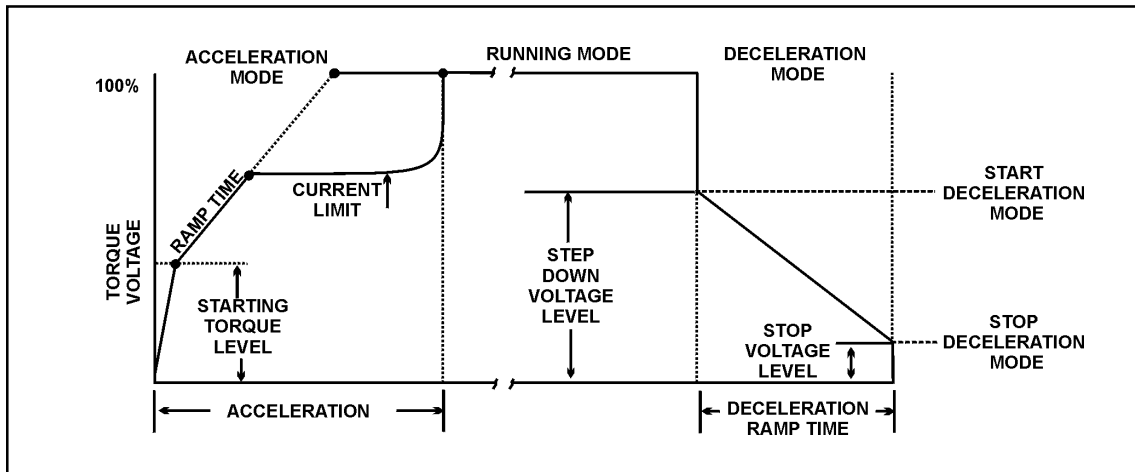 ACCELERATION
MODE
RUNNING MODE
DECELERATION
MODE
100%
TORQUE
VOLTAGE
RAMP TIME
CURRENT
LIMIT
STARTING
TORQUE
LEVEL
STEP
DOWN
VOLTAGE
LEVEL
START
DECELERATION
MODE
STOP
VOLTAGE
LEVEL
STOP
DECELERATION
MODE
ACCELERATION
DECELERATION
RAMP TIME